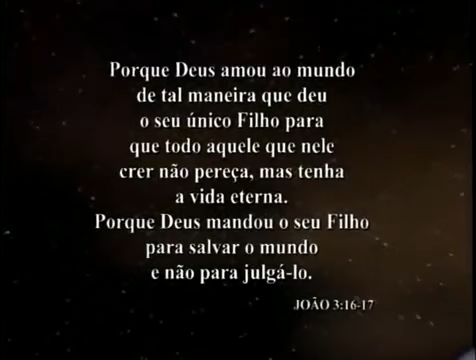 Porque Deus amou ao mundo
de tal maneira que deu
o seu único Filho para
que todo aquele que nele
crer não pereça, mas tenha
a vida eterna.
Porque Deus mandou o seu Filho
para salvar o mundo
e não para julgá-lo.
JOÃO 3:16-17